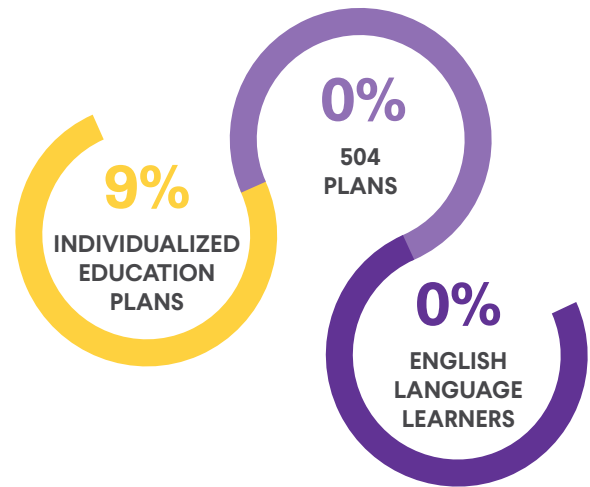 9%
INDIVIDUALIZED
EDUCATION
PLANS
0%
504
PLANS
0%
ENGLISH
LANGUAGE
LEARNERS